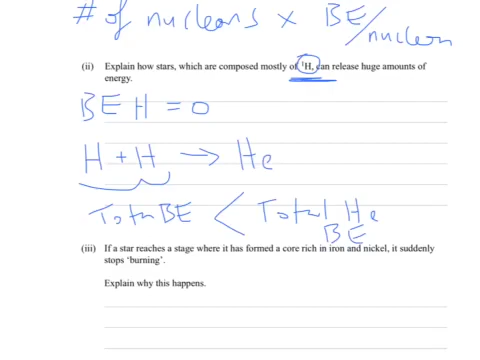 # of nucleons × BE/nucleon
(ii) Explain how stars, which are composed mostly of ¹H, can release huge amounts of
energy.
BE H = 0
H + H → He
Total BE < Total He
BE
(iii) If a star reaches a stage where it has formed a core rich in iron and nickel, it suddenly
stops ‘burning’.
Explain why this happens.